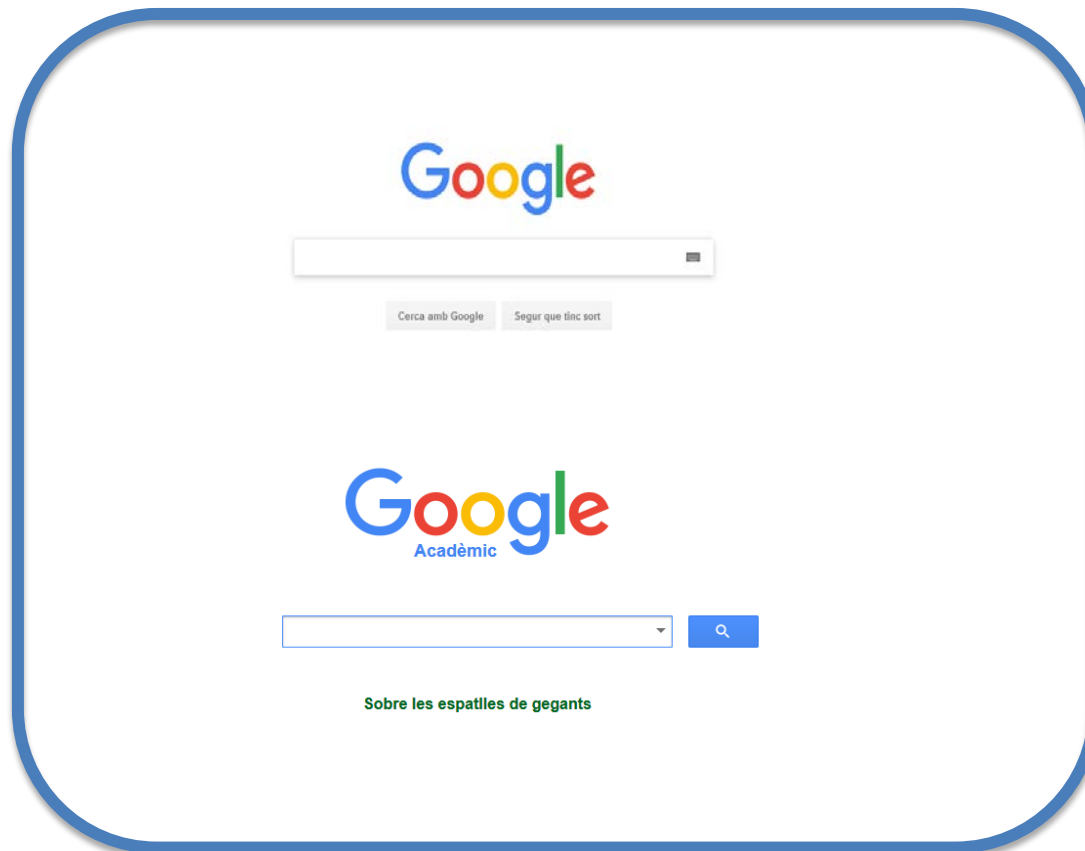 Google
Cerca amb Google Segur que tinc sort
Google
Acadèmic
Sobre les espatlles de gegants